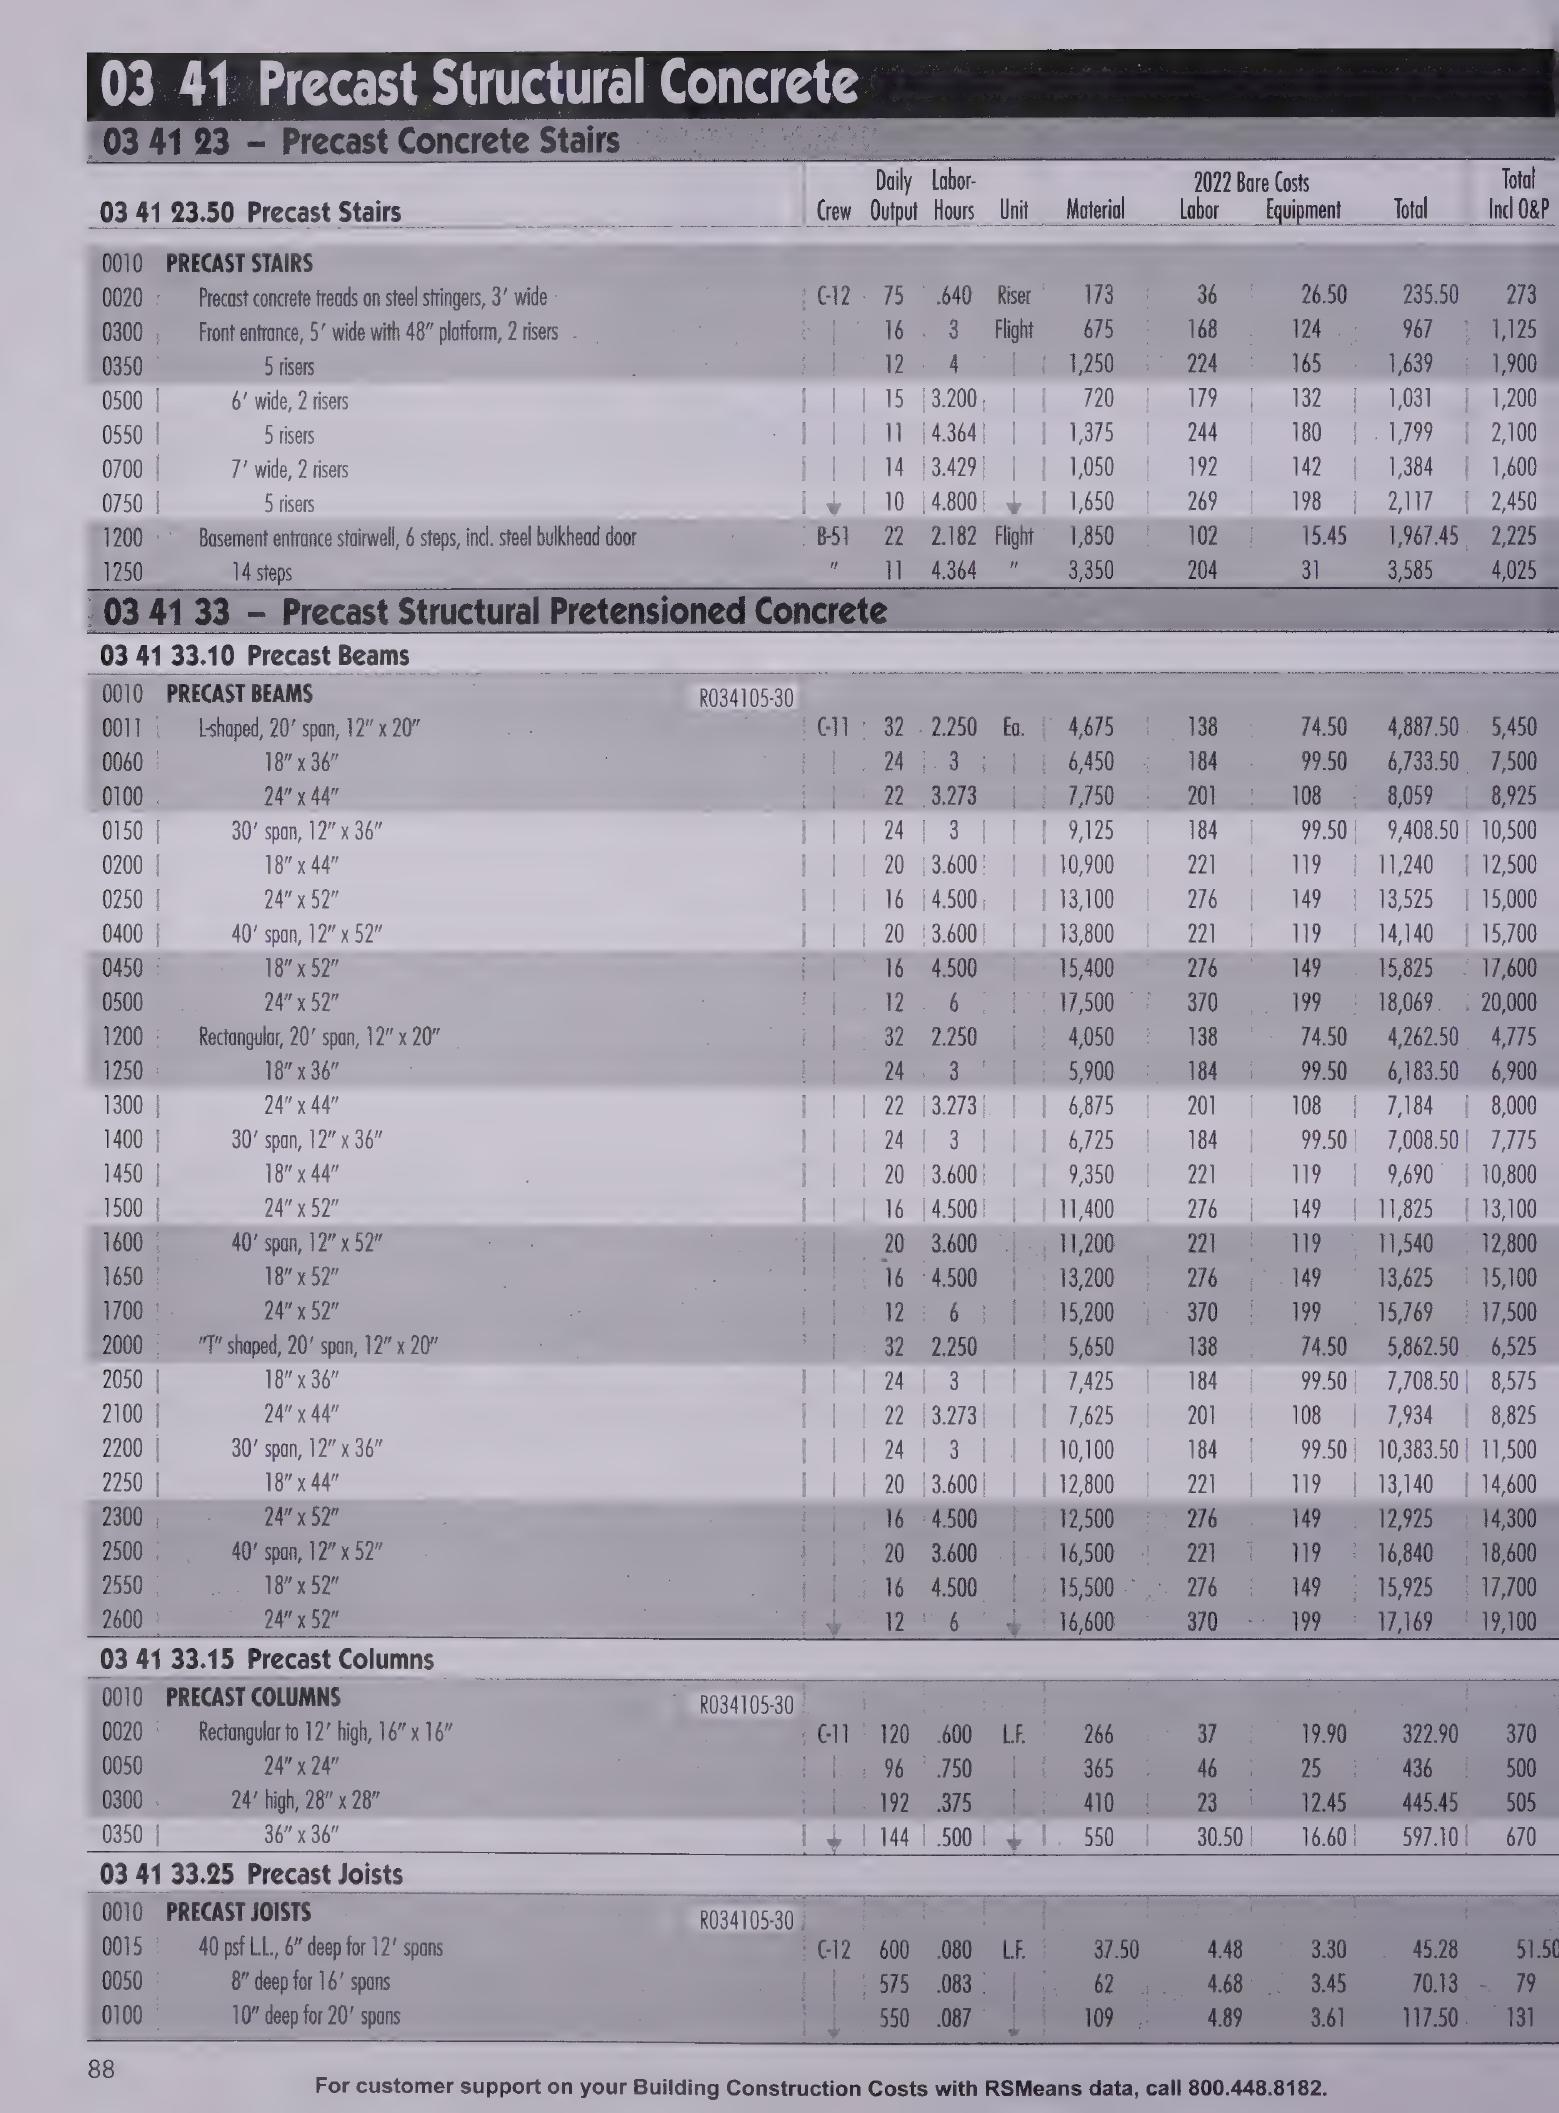 03 41 Precast Structural Concrete
03 41 23 – Precast Concrete Stairs
Daily Labor- 2022 Bare Costs Total
03 41 23.50 Precast Stairs Crew Output Hours Unit Material Labor Equipment Total Incl O&P
0010 PRECAST STAIRS
0020 Precast concrete treads on steel stringers, 3′ wide C-12 75 .640 Riser 173 36 26.50 235.50 273
0300 Front entrance, 5′ wide with 48″ platform, 2 risers 16 3 Flight 675 168 124 967 1,125
0350 5 risers 12 4 1,250 224 165 1,639 1,900
0500 6′ wide, 2 risers 15 3.200 720 179 132 1,031 1,200
0550 5 risers 11 4.364 1,375 244 180 1,799 2,100
0700 7′ wide, 2 risers 14 3.429 1,050 192 142 1,384 1,600
0750 5 risers 10 4.800 1,650 269 198 2,117 2,450
1200 Basement entrance stairwell, 6 steps, incl. steel bulkhead door B-51 22 2.182 Flight 1,850 102 15.45 1,967.45 2,225
1250 14 steps ″ 11 4.364 ″ 3,350 204 31 3,585 4,025
03 41 33 – Precast Structural Pretensioned Concrete
03 41 33.10 Precast Beams
0010 PRECAST BEAMS R034105-30
0011 L-shaped, 20′ span, 12″ x 20″ C-11 32 2.250 Ea. 4,675 138 74.50 4,887.50 5,450
0060 18″ x 36″ 24 3 6,450 184 99.50 6,733.50 7,500
0100 24″ x 44″ 22 3.273 7,750 201 108 8,059 8,925
0150 30′ span, 12″ x 36″ 24 3 9,125 184 99.50 9,408.50 10,500
0200 18″ x 44″ 20 3.600 10,900 221 119 11,240 12,500
0250 24″ x 52″ 16 4.500 13,100 276 149 13,525 15,000
0400 40′ span, 12″ x 52″ 20 3.600 13,800 221 119 14,140 15,700
0450 18″ x 52″ 16 4.500 15,400 276 149 15,825 17,600
0500 24″ x 52″ 12 6 17,500 370 199 18,069 20,000
1200 Rectangular, 20′ span, 12″ x 20″ 32 2.250 4,050 138 74.50 4,262.50 4,775
1250 18″ x 36″ 24 3 5,900 184 99.50 6,183.50 6,900
1300 24″ x 44″ 22 3.273 6,875 201 108 7,184 8,000
1400 30′ span, 12″ x 36″ 24 3 6,725 184 99.50 7,008.50 7,775
1450 18″ x 44″ 20 3.600 9,350 221 119 9,690 10,800
1500 24″ x 52″ 16 4.500 11,400 276 149 11,825 13,100
1600 40′ span, 12″ x 52″ 20 3.600 11,200 221 119 11,540 12,800
1650 18″ x 52″ 16 4.500 13,200 276 149 13,625 15,100
1700 24″ x 52″ 12 6 15,200 370 199 15,769 17,500
2000 ″T″ shaped, 20′ span, 12″ x 20″ 32 2.250 5,650 138 74.50 5,862.50 6,525
2050 18″ x 36″ 24 3 7,425 184 99.50 7,708.50 8,575
2100 24″ x 44″ 22 3.273 7,625 201 108 7,934 8,825
2200 30′ span, 12″ x 36″ 24 3 10,100 184 99.50 10,383.50 11,500
2250 18″ x 44″ 20 3.600 12,800 221 119 13,140 14,600
2300 24″ x 52″ 16 4.500 12,500 276 149 12,925 14,300
2500 40′ span, 12″ x 52″ 20 3.600 16,500 221 119 16,840 18,600
2550 18″ x 52″ 16 4.500 15,500 276 149 15,925 17,700
2600 24″ x 52″ 12 6 16,600 370 199 17,169 19,100
03 41 33.15 Precast Columns
0010 PRECAST COLUMNS R034105-30
0020 Rectangular to 12′ high, 16″ x 16″ C-11 120 .600 L.F. 266 37 19.90 322.90 370
0050 24″ x 24″ 96 .750 365 46 25 436 500
0300 24′ high, 28″ x 28″ 192 .375 410 23 12.45 445.45 505
0350 36″ x 36″ 144 .500 550 30.50 16.60 597.10 670
03 41 33.25 Precast Joists
0010 PRECAST JOISTS R034105-30
0015 40 psf L.L., 6″ deep for 12′ spans C-12 600 .080 L.F. 37.50 4.48 3.30 45.28 51.50
0050 8″ deep for 16′ spans 575 .083 62 4.68 3.45 70.13 79
0100 10″ deep for 20′ spans 550 .087 109 4.89 3.61 117.50 131
88
For customer support on your Building Construction Costs with RSMeans data, call 800.448.8182.